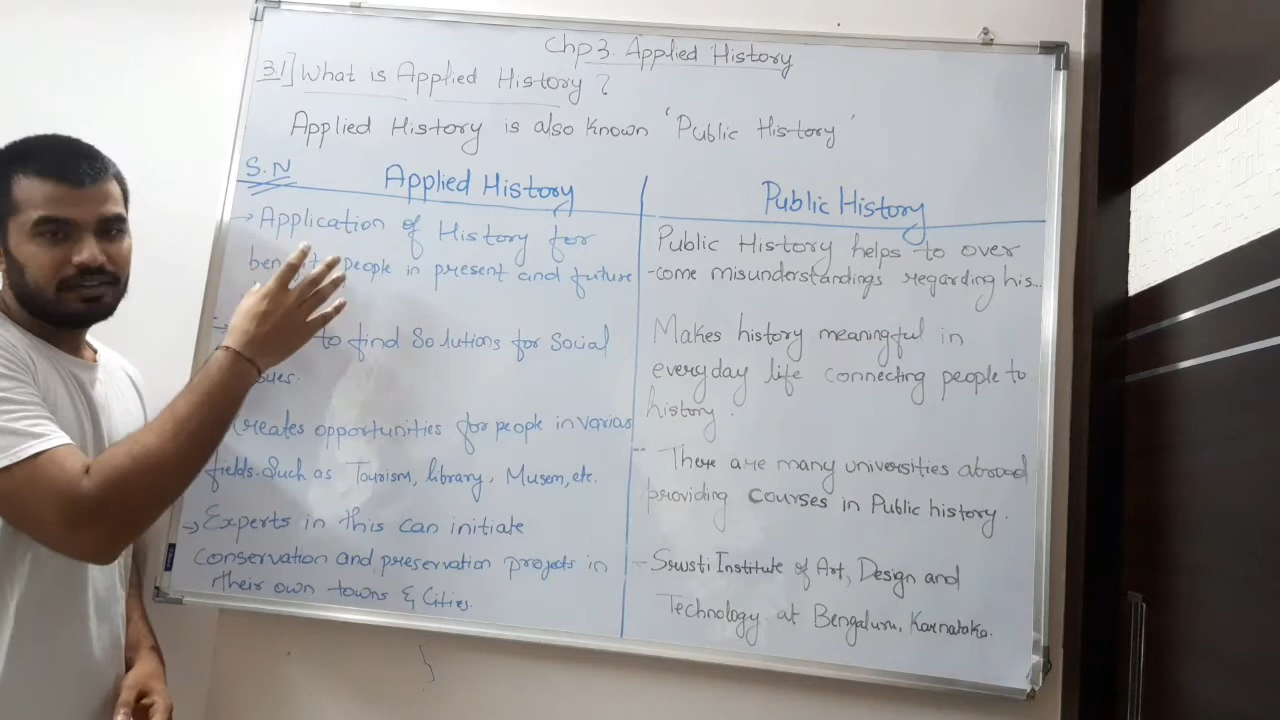 Chp 3. Applied History
3.1] What is Applied History ?
Applied History is also known 'Public History'
S.N
Applied History
→ Application of History for
people in present and future
to find Solutions for Social
Creates opportunities for people in varios
fields. Such as Tourism, library, Musem, etc.
→ Experts in this can initiate
conservation and preservation projects in
their own towns & Cities.
Public History
Public History helps to over
-come misunderstandings regarding his...
Makes history meaningful in
everyday life connecting people to
history.
There are many universities abroad
providing courses in Public history.
- Srusti Institute of Art, Design and
Technology at Bengaluru, Karnataka.